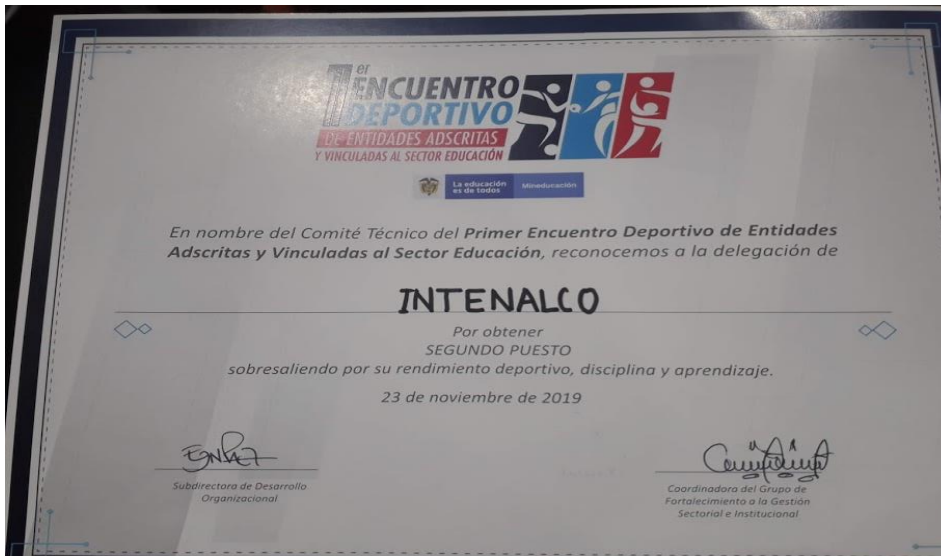 1er
ENCUENTRO
DEPORTIVO
DE ENTIDADES ADSCRITAS
Y VINCULADAS AL SECTOR EDUCACIÓN
La educación
es de todos
Mineducación
En nombre del Comité Técnico del Primer Encuentro Deportivo de Entidades
Adscritas y Vinculadas al Sector Educación, reconocemos a la delegación de
INTENALCO
Por obtener
SEGUNDO PUESTO
sobresaliendo por su rendimiento deportivo, disciplina y aprendizaje.
23 de noviembre de 2019
Subdirectora de Desarrollo
Organizacional
Coordinadora del Grupo de
Fortalecimiento a la Gestión
Sectorial e Institucional